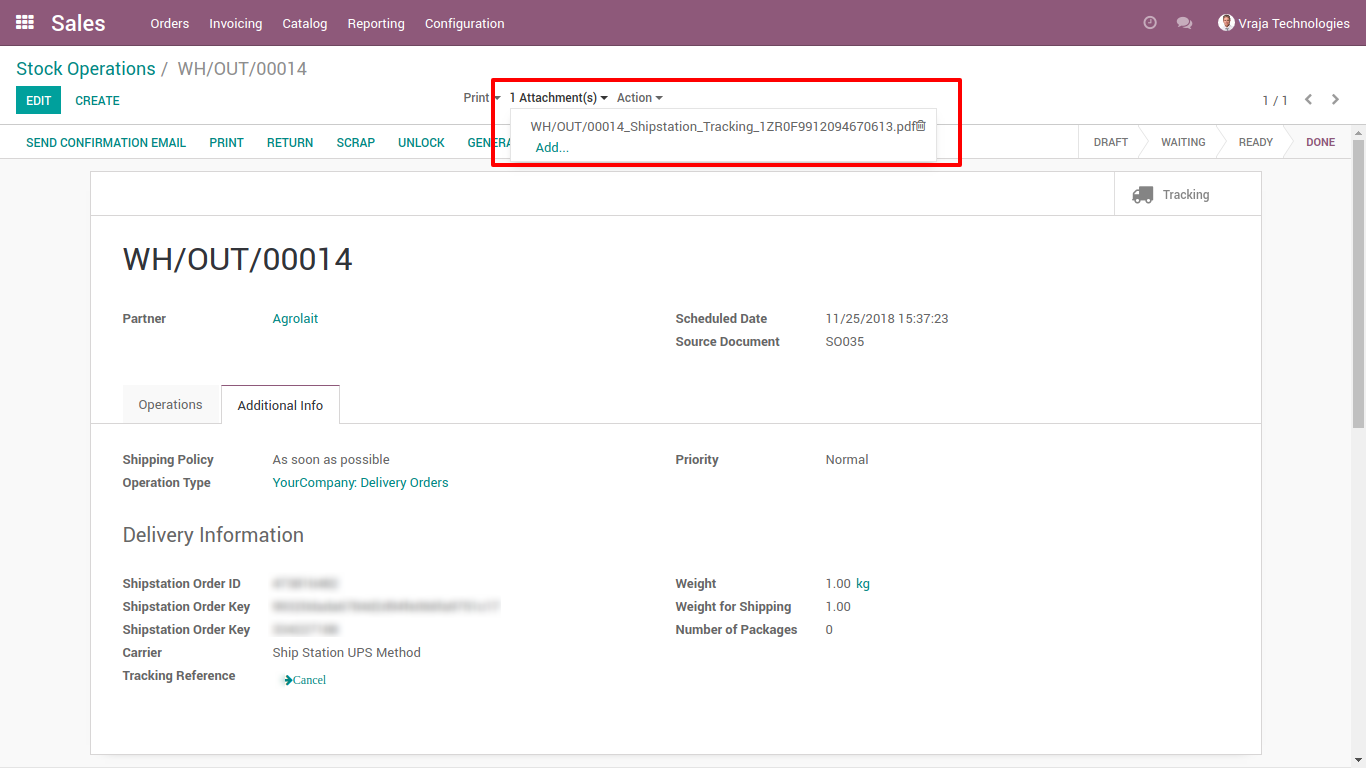 Sales Orders Invoicing Catalog Reporting Configuration Vraja Technologies
Stock Operations / WH/OUT/00014
EDIT CREATE Print 1 Attachment(s) Action 1 / 1
WH/OUT/00014_Shipstation_Tracking_1ZR0F9912094670613.pdf
Add...
SEND CONFIRMATION EMAIL PRINT RETURN SCRAP UNLOCK GENERA DRAFT WAITING READY DONE
Tracking
WH/OUT/00014
Partner Agrolait Scheduled Date 11/25/2018 15:37:23
Source Document SO035
Operations Additional Info
Shipping Policy As soon as possible Priority Normal
Operation Type YourCompany: Delivery Orders
Delivery Information
Shipstation Order ID Weight 1.00 kg
Shipstation Order Key Weight for Shipping 1.00
Shipstation Order Key Number of Packages 0
Carrier Ship Station UPS Method
Tracking Reference Cancel